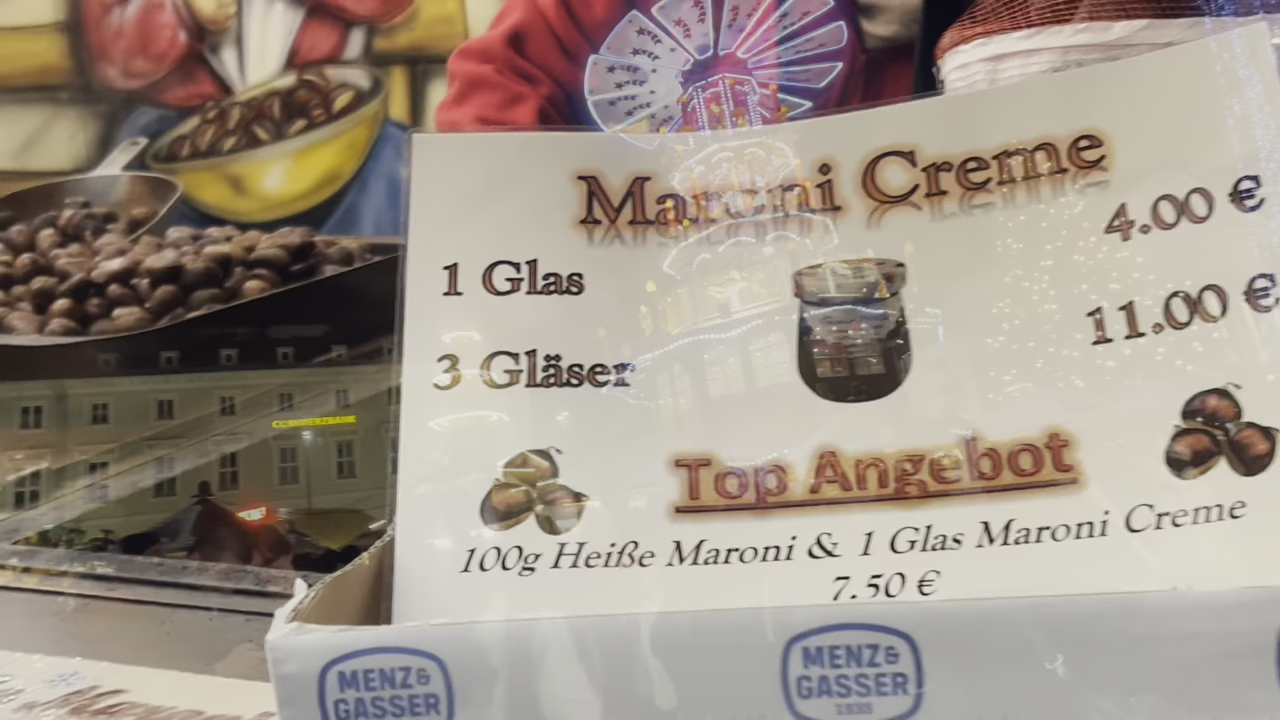 Maroni Creme
1 Glas 4.00 €
3 Gläser 11.00 €
Top Angebot
100g Heiße Maroni & 1 Glas Maroni Creme
7.50 €
COMMERZBANK
MENZ&
GASSER
MENZ&
GASSER
1935